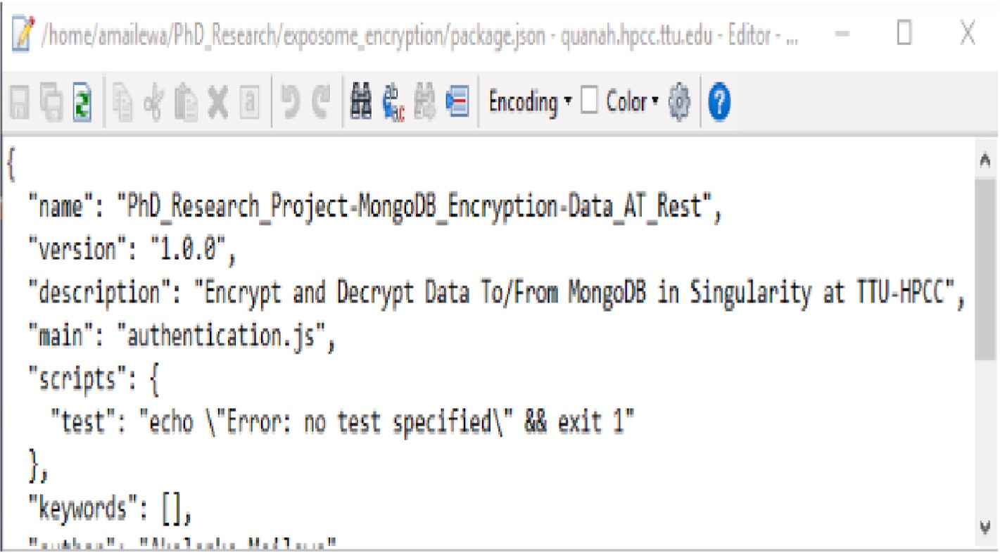 /home/amailewa/PhD_Research/exposome_encryption/package.json - quanah.hpcc.ttu.edu - Editor - ...
Encoding Color
{
"name": "PhD_Research_Project-MongoDB_Encryption-Data_AT_Rest",
"version": "1.0.0",
"description": "Encrypt and Decrypt Data To/From MongoDB in Singularity at TTU-HPCC",
"main": "authentication.js",
"scripts": {
"test": "echo \"Error: no test specified\" && exit 1"
},
"keywords": [],
"author":